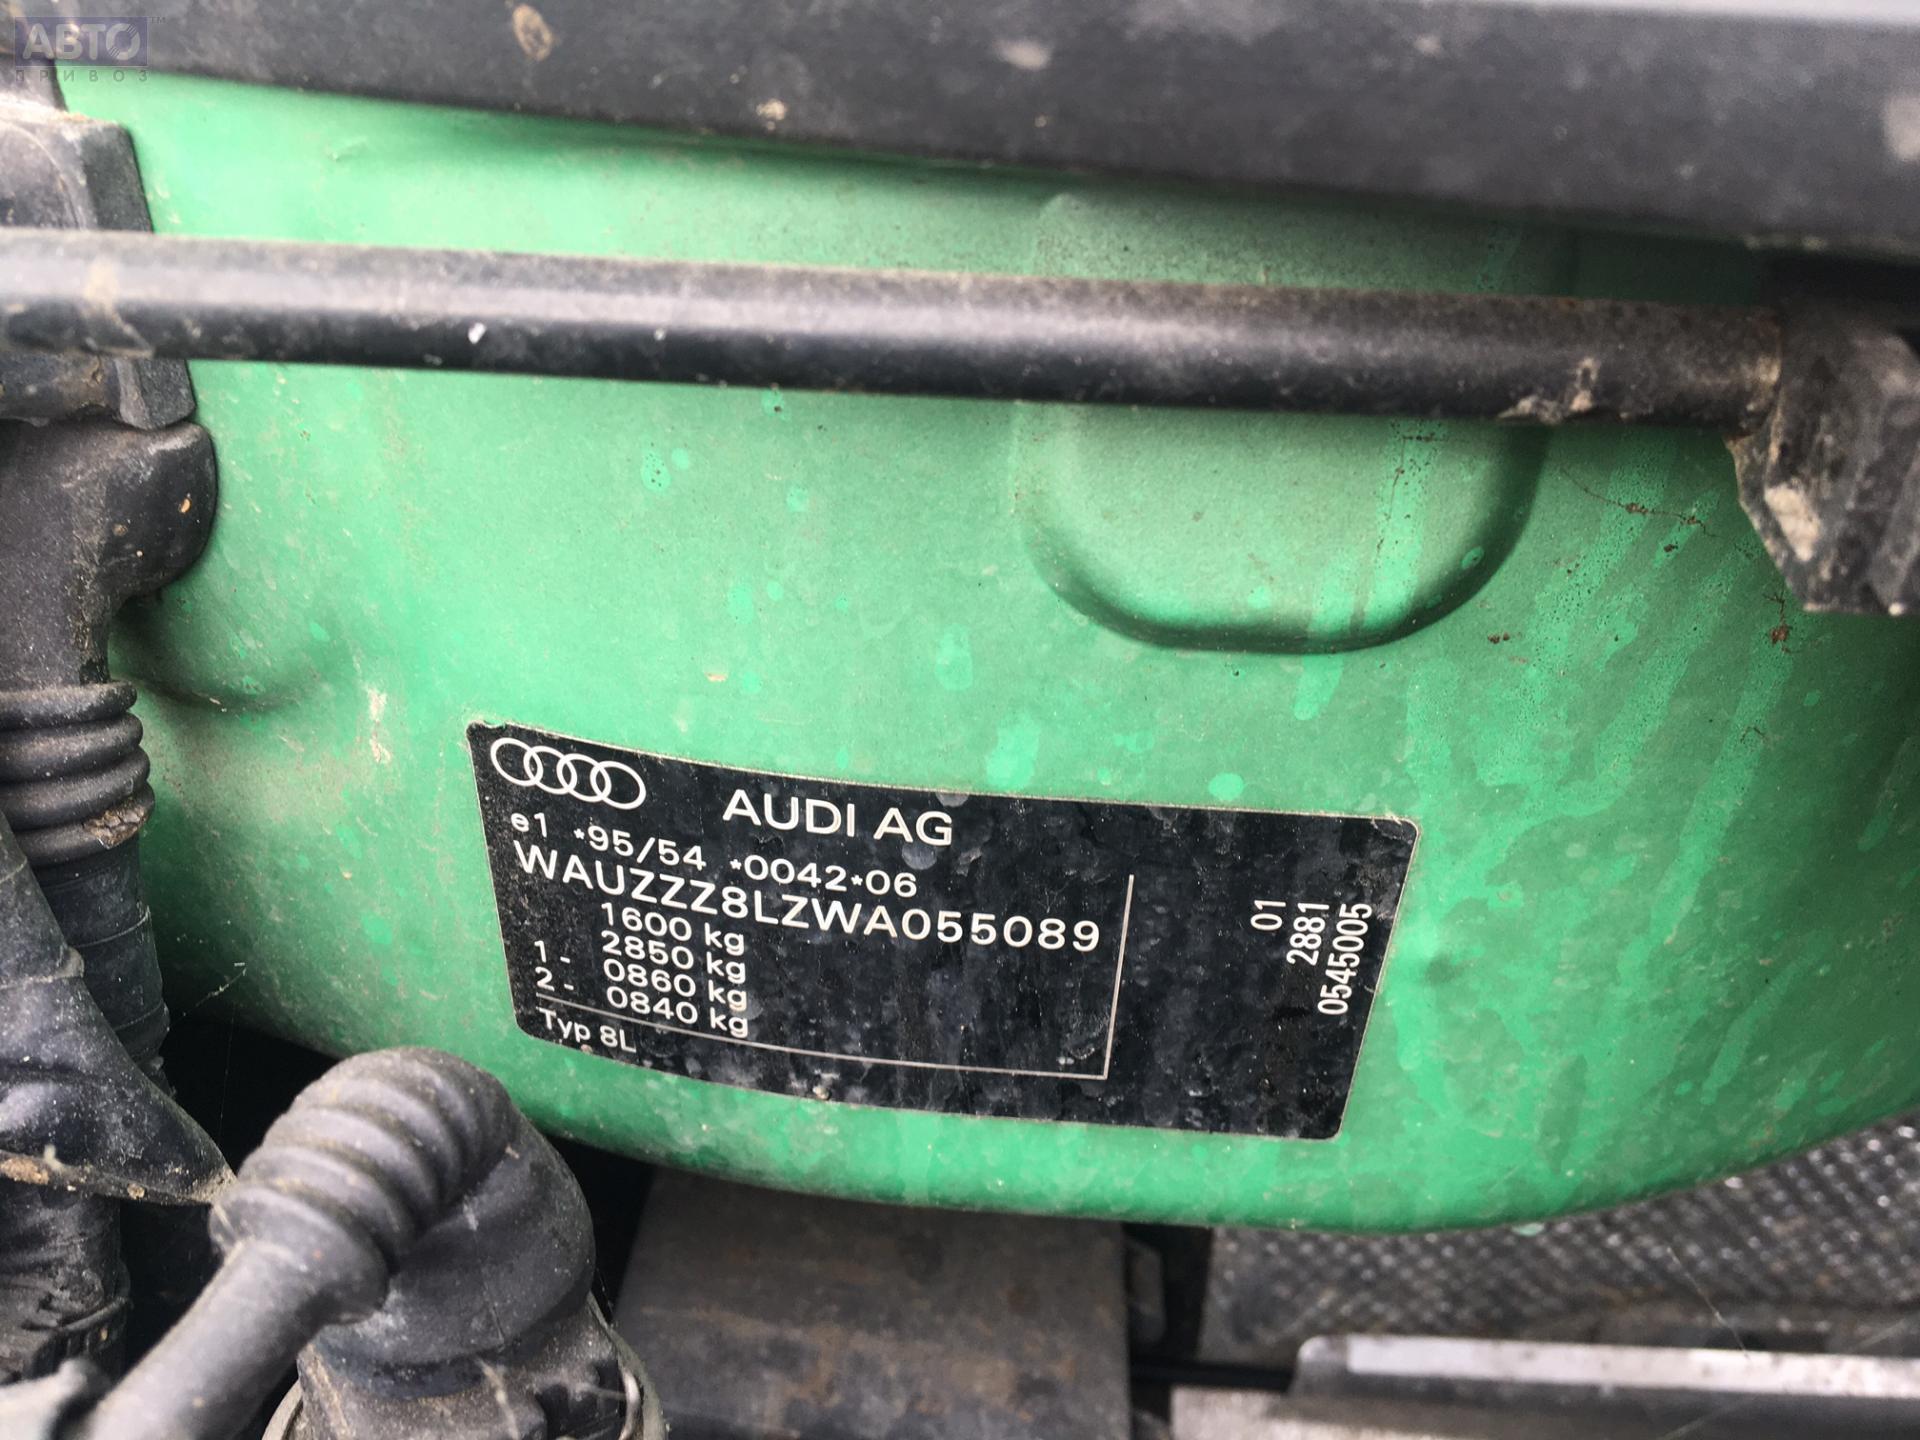 АВТО™
ПРИВОЗ
AUDI AG
e1 *95/54 *0042*06
WAUZZZ8LZWA055089
1600 kg
2850 kg
1- 0860 kg
2- 0840 kg
Typ 8L
01
2881
0545005